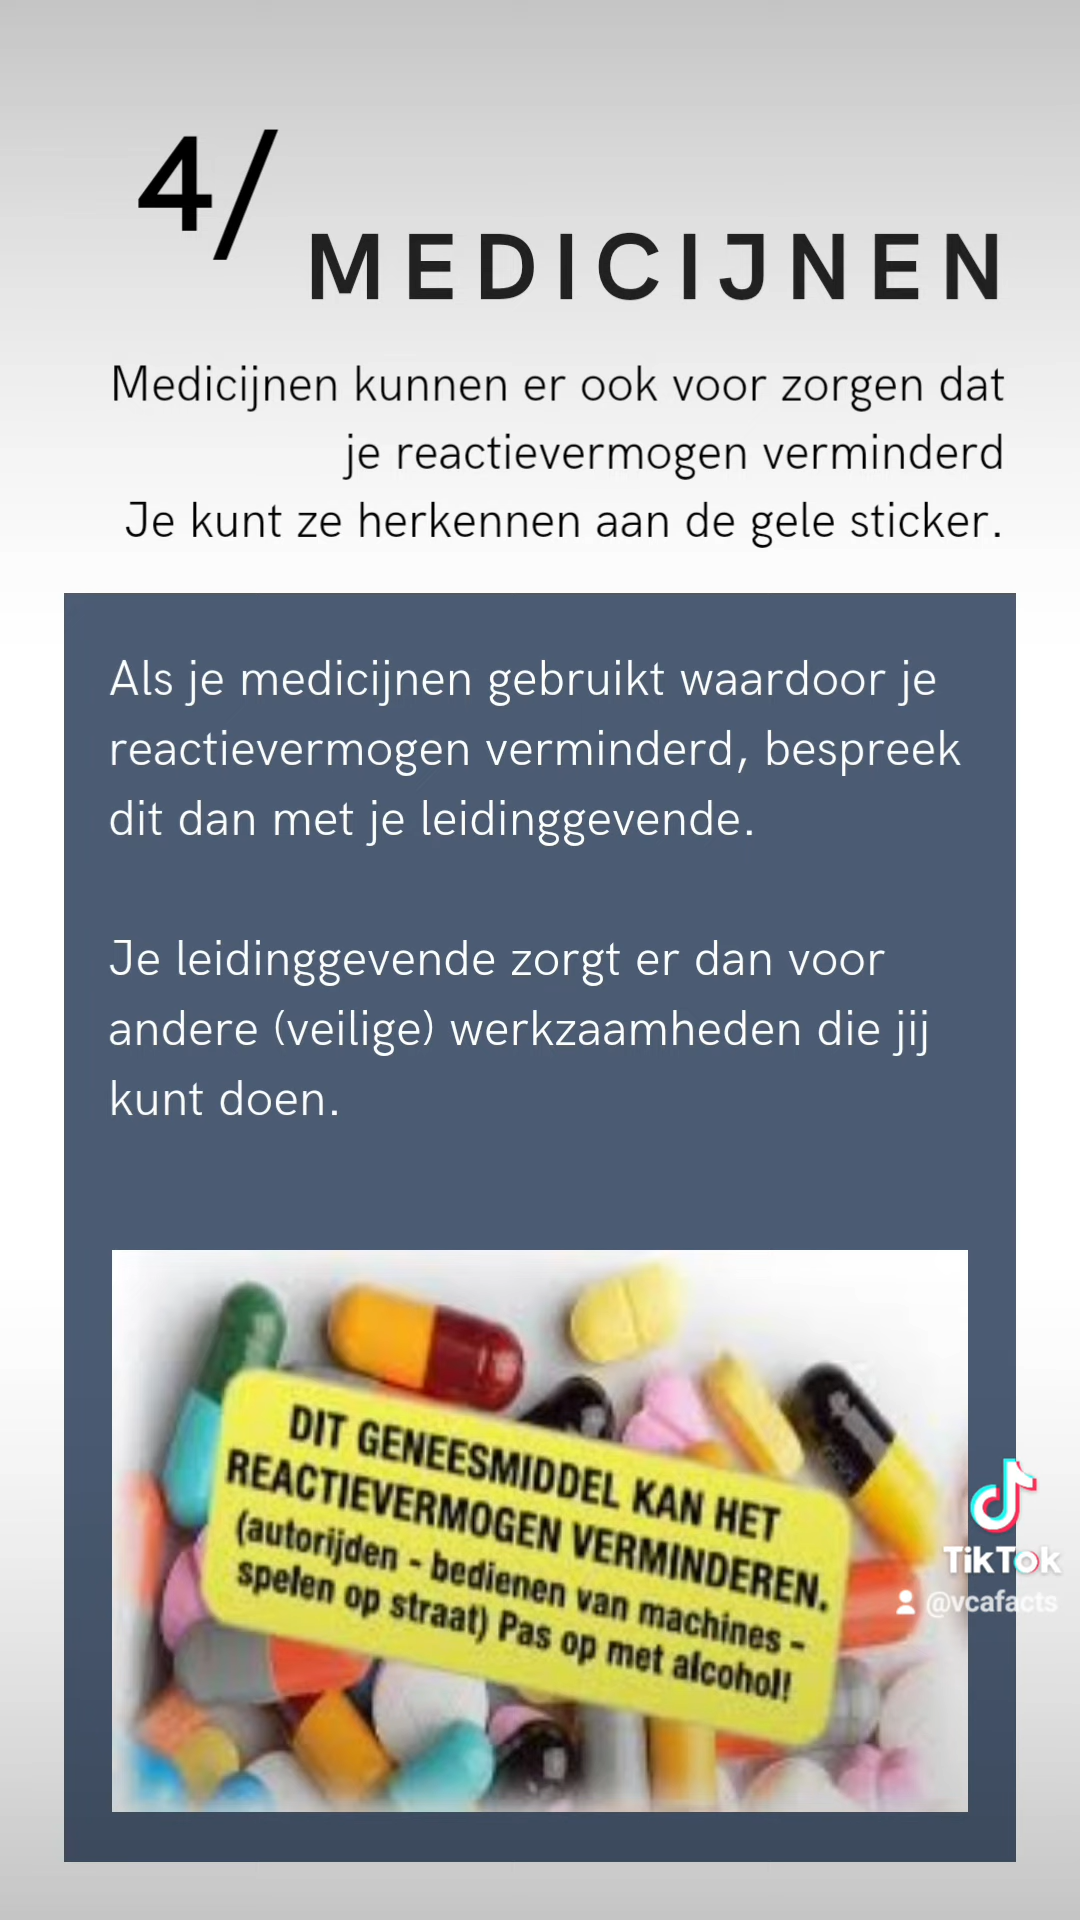 4/
MEDICIJNEN
Medicijnen kunnen er ook voor zorgen dat
je reactievermogen verminderd
Je kunt ze herkennen aan de gele sticker.
Als je medicijnen gebruikt waardoor je
reactievermogen verminderd, bespreek
dit dan met je leidinggevende.
Je leidinggevende zorgt er dan voor
andere (veilige) werkzaamheden die jij
kunt doen.
DIT GENEESMIDDEL KAN HET
REACTIEVERMOGEN VERMINDEREN.
(autorijden - bedienen van machines -
spelen op straat) Pas op met alcohol!
TikTok
@vcafacts